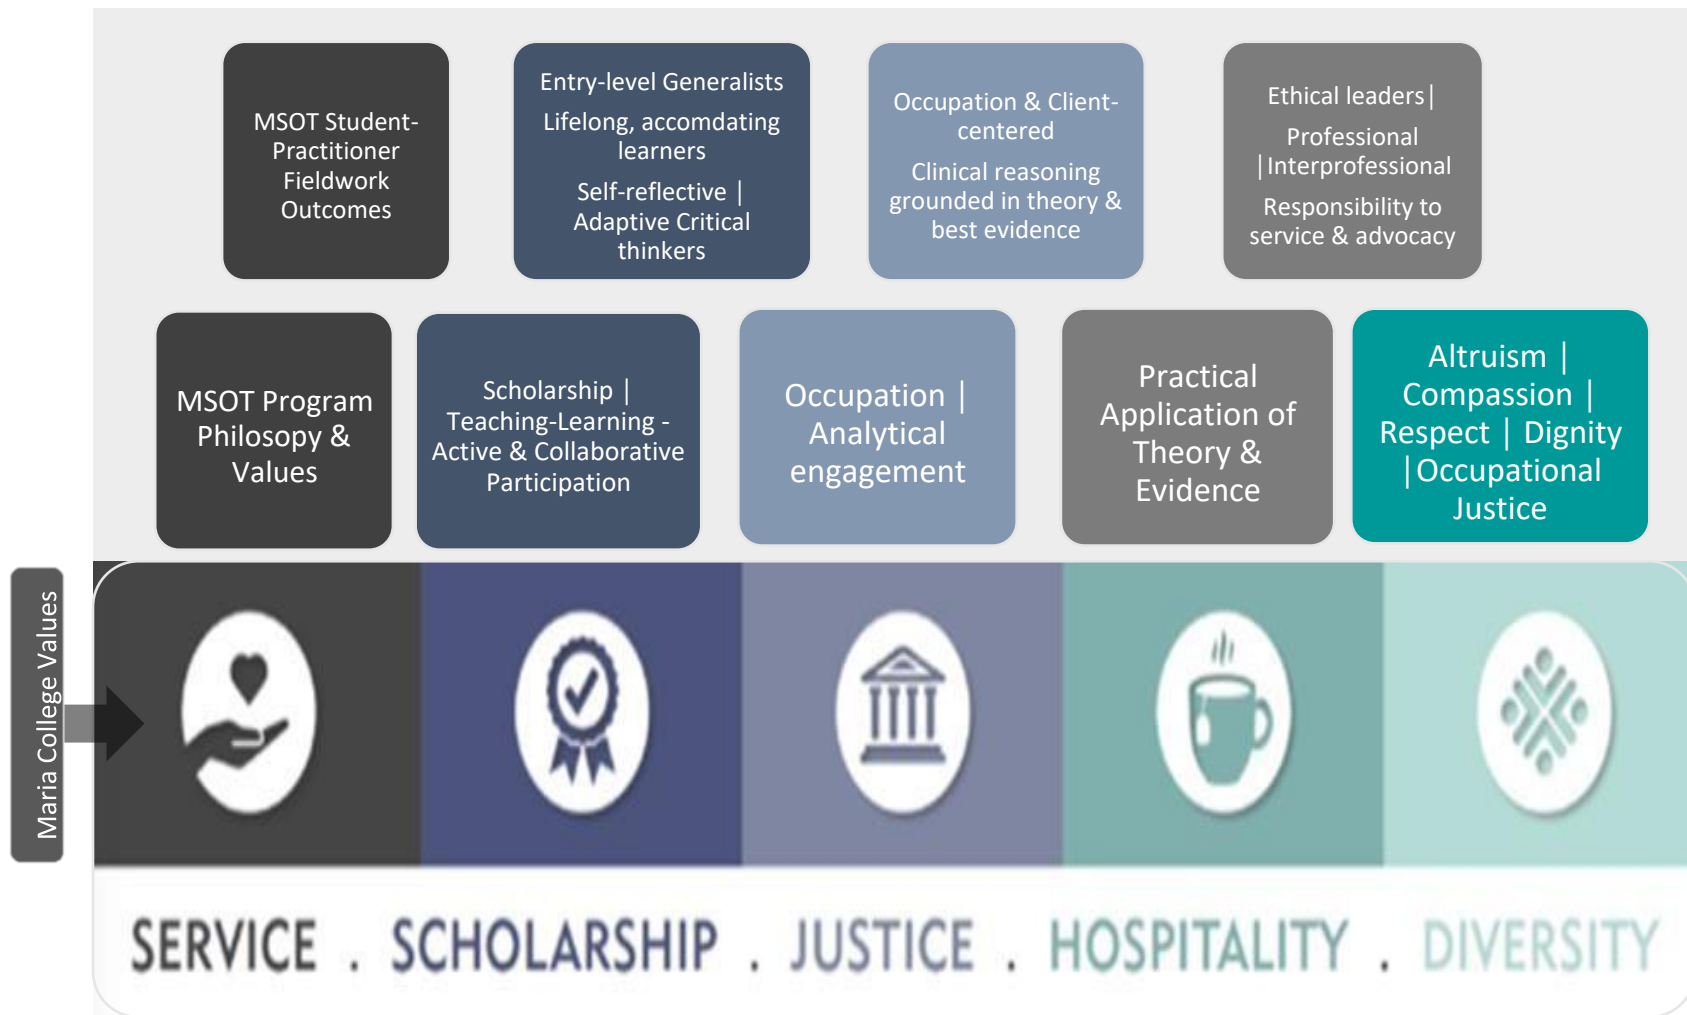 MSOT Student-
Practitioner
Fieldwork
Outcomes
Entry-level Generalists
Lifelong, accomdating
learners
Self-reflective |
Adaptive Critical
thinkers
Occupation & Client-
centered
Clinical reasoning
grounded in theory &
best evidence
Ethical leaders|
Professional
|Interprofessional
Responsibility to
service & advocacy
MSOT Program
Philosopy &
Values
Scholarship |
Teaching-Learning -
Active & Collaborative
Participation
Occupation |
Analytical
engagement
Practical
Application of
Theory &
Evidence
Altruism |
Compassion |
Respect | Dignity
|Occupational
Justice
Maria College Values
SERVICE . SCHOLARSHIP . JUSTICE . HOSPITALITY . DIVERSITY